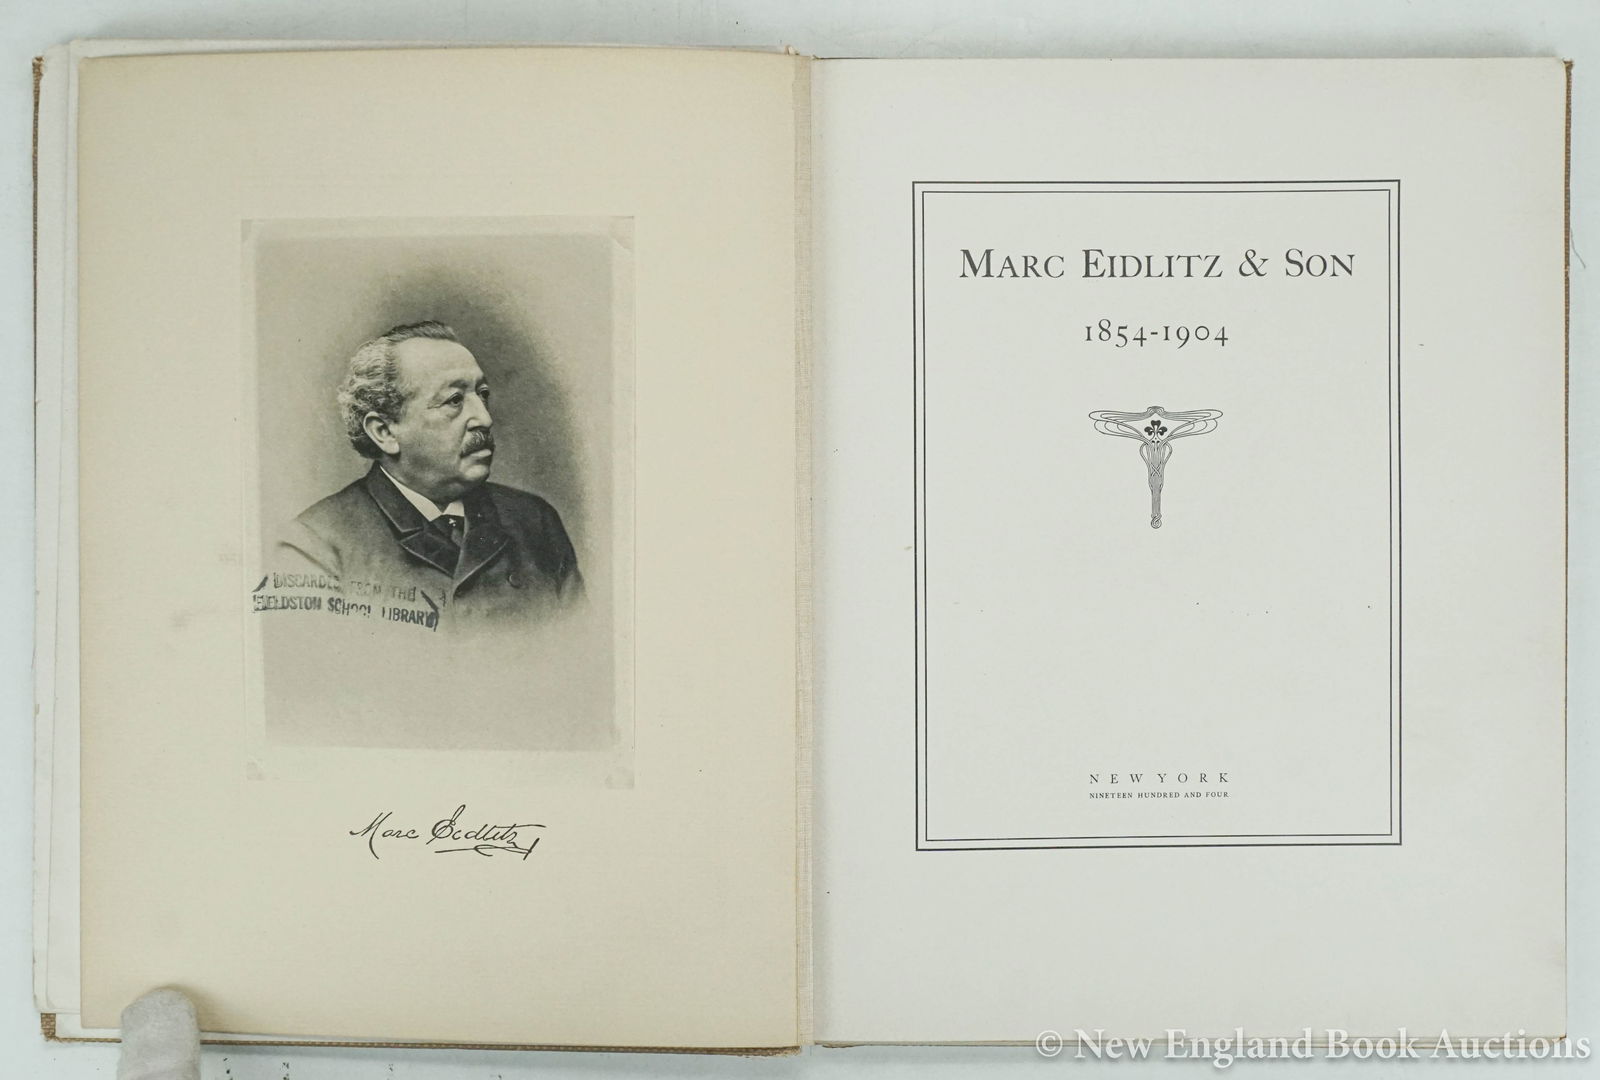 DISCARDED FROM THE
FIELDSTON SCHOOL LIBRARY
Marc Eidlitz
MARC EIDLITZ & SON
1854-1904
NEW YORK
NINETEEN HUNDRED AND FOUR
© New England Book Auctions